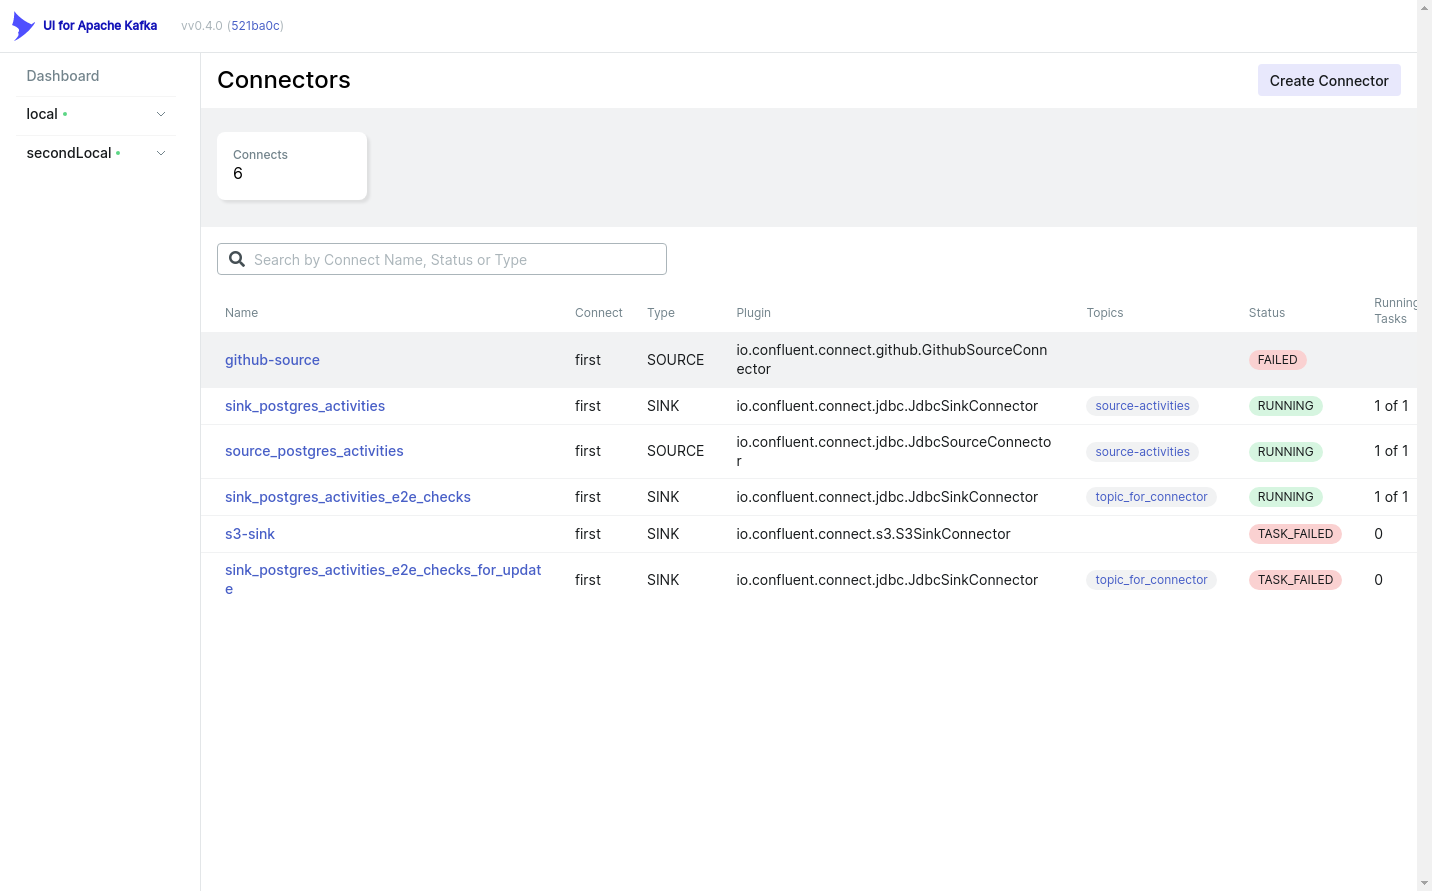 UI for Apache Kafka
vv0.4.0 (521ba0c)
Dashboard
local
secondLocal
Connectors
Create Connector
Connects
6
Search by Connect Name, Status or Type
Name
Connect
Type
Plugin
Topics
Status
Running
Tasks
github-source
first
SOURCE
io.confluent.connect.github.GithubSourceConn
ector
FAILED
sink_postgres_activities
first
SINK
io.confluent.connect.jdbc.JdbcSinkConnector
source-activities
RUNNING
1 of 1
source_postgres_activities
first
SOURCE
io.confluent.connect.jdbc.JdbcSourceConnecto
r
source-activities
RUNNING
1 of 1
sink_postgres_activities_e2e_checks
first
SINK
io.confluent.connect.jdbc.JdbcSinkConnector
topic_for_connector
RUNNING
1 of 1
s3-sink
first
SINK
io.confluent.connect.s3.S3SinkConnector
TASK_FAILED
0
sink_postgres_activities_e2e_checks_for_updat
e
first
SINK
io.confluent.connect.jdbc.JdbcSinkConnector
topic_for_connector
TASK_FAILED
0